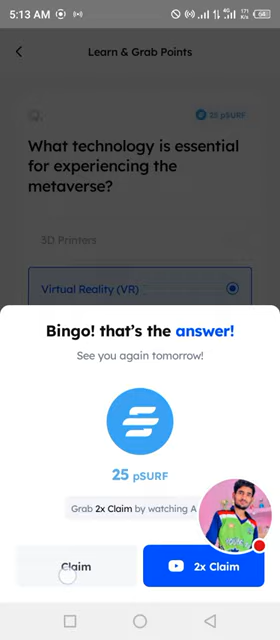 5:13 AM
4G
171
K/s
Learn & Grab Points
25 pSURF
What technology is essential
for experiencing the
metaverse?
3D Printers
Virtual Reality (VR)
Bingo! that's the answer!
See you again tomorrow!
25 pSURF
Grab 2x Claim by watching A
Claim
2x Claim